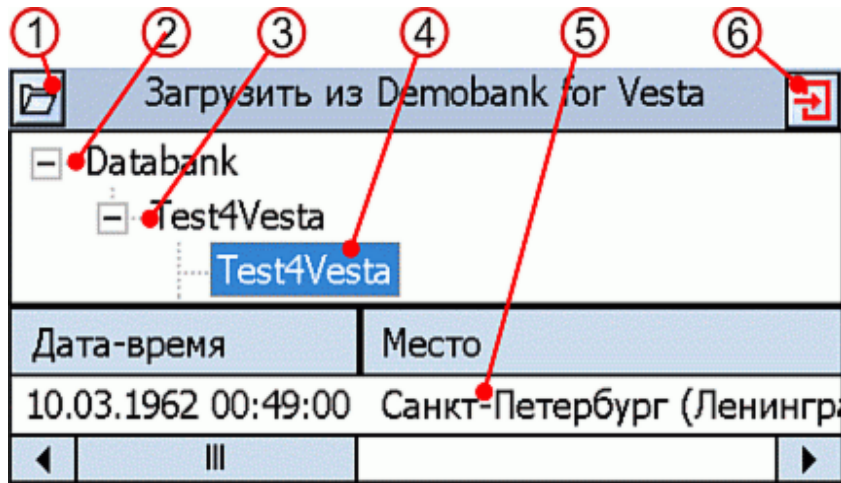 1 2 3 4 5 6
Загрузить из Demobank for Vesta
Databank
Test4Vesta
Test4Vesta
Дата-время Место
10.03.1962 00:49:00 Санкт-Петербург (Ленингра